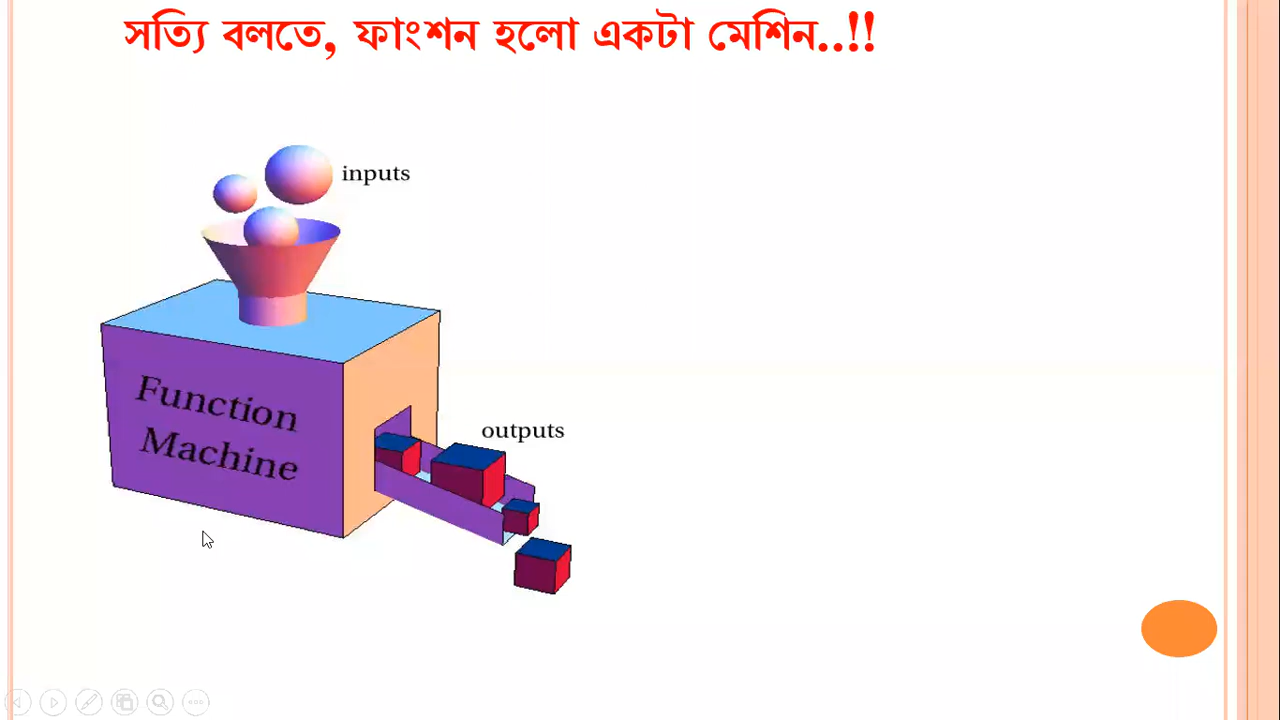 সত্যি বলতে, ফাংশন হলো একটা মেশিন..!!
inputs
Function
Machine
outputs